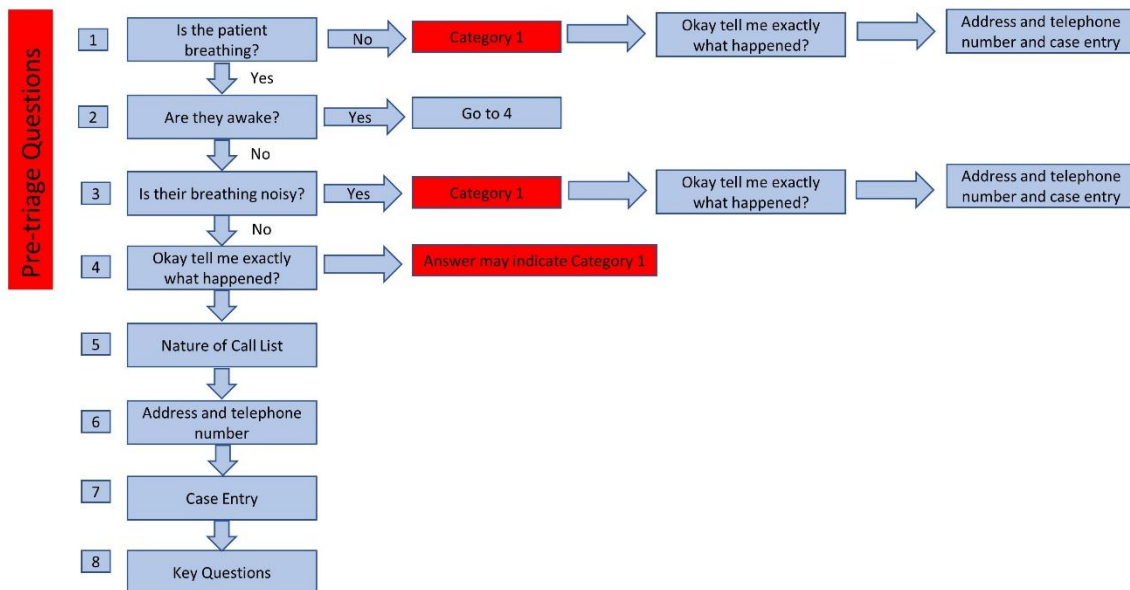 Pre-triage Questions
1
Is the patient
breathing?
No
Category 1
Okay tell me exactly
what happened?
Address and telephone
number and case entry
Yes
2
Are they awake?
Yes
Go to 4
No
3
Is their breathing noisy?
Yes
Category 1
Okay tell me exactly
what happened?
Address and telephone
number and case entry
No
4
Okay tell me exactly
what happened?
Answer may indicate Category 1
5
Nature of Call List
6
Address and telephone
number
7
Case Entry
8
Key Questions